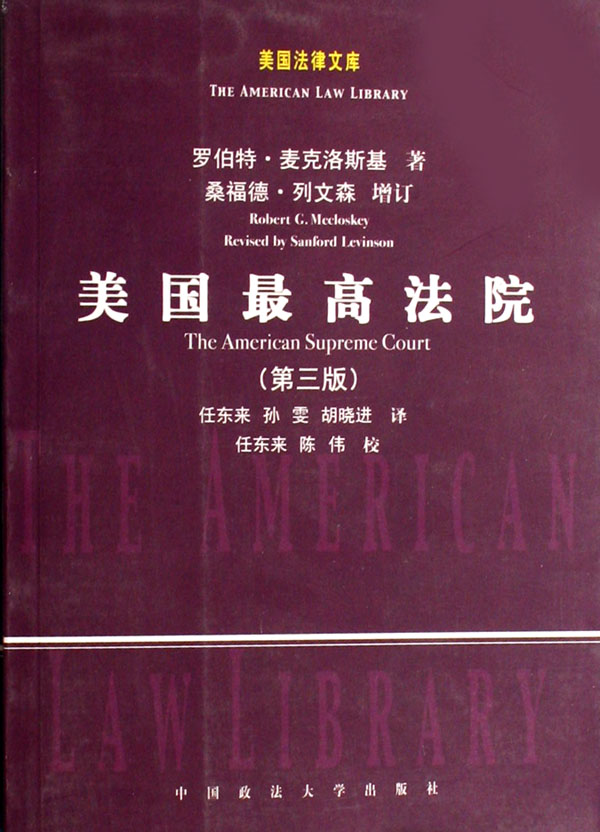 美国法律文库
THE AMERICAN LAW LIBRARY
罗伯特·麦克洛斯基 著
桑福德·列文森 增订
Robert G. Mccloskey
Revised by Sanford Levinson
美国最高法院
The American Supreme Court
（第三版）
任东来 孙 雯 胡晓进 译
任东来 陈 伟 校
THE AMERICAN
LAW LIBRARY
中国政法大学出版社